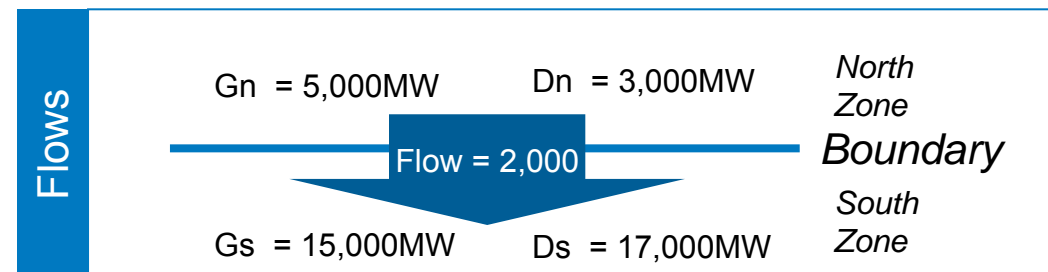 Flows
Gn = 5,000MW
Dn = 3,000MW
North
Zone
Boundary
Flow = 2,000
South
Zone
Gs = 15,000MW
Ds = 17,000MW